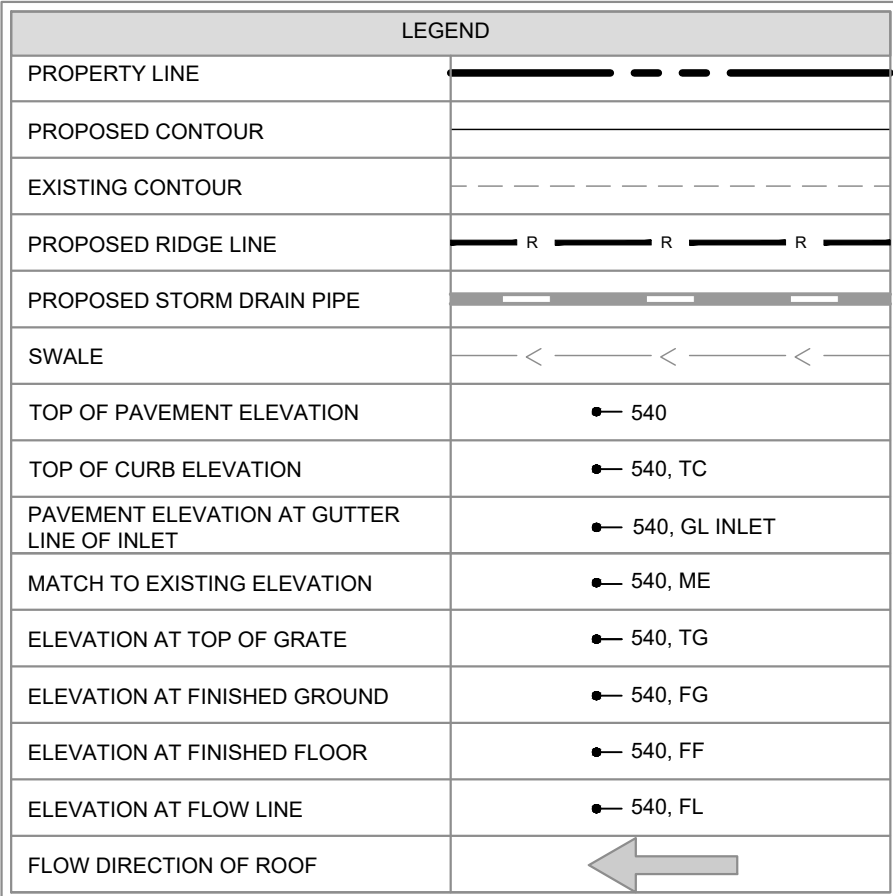 LEGEND
PROPERTY LINE
PROPOSED CONTOUR
EXISTING CONTOUR
PROPOSED RIDGE LINE R R R
PROPOSED STORM DRAIN PIPE
SWALE
TOP OF PAVEMENT ELEVATION 540
TOP OF CURB ELEVATION 540, TC
PAVEMENT ELEVATION AT GUTTER
LINE OF INLET 540, GL INLET
MATCH TO EXISTING ELEVATION 540, ME
ELEVATION AT TOP OF GRATE 540, TG
ELEVATION AT FINISHED GROUND 540, FG
ELEVATION AT FINISHED FLOOR 540, FF
ELEVATION AT FLOW LINE 540, FL
FLOW DIRECTION OF ROOF